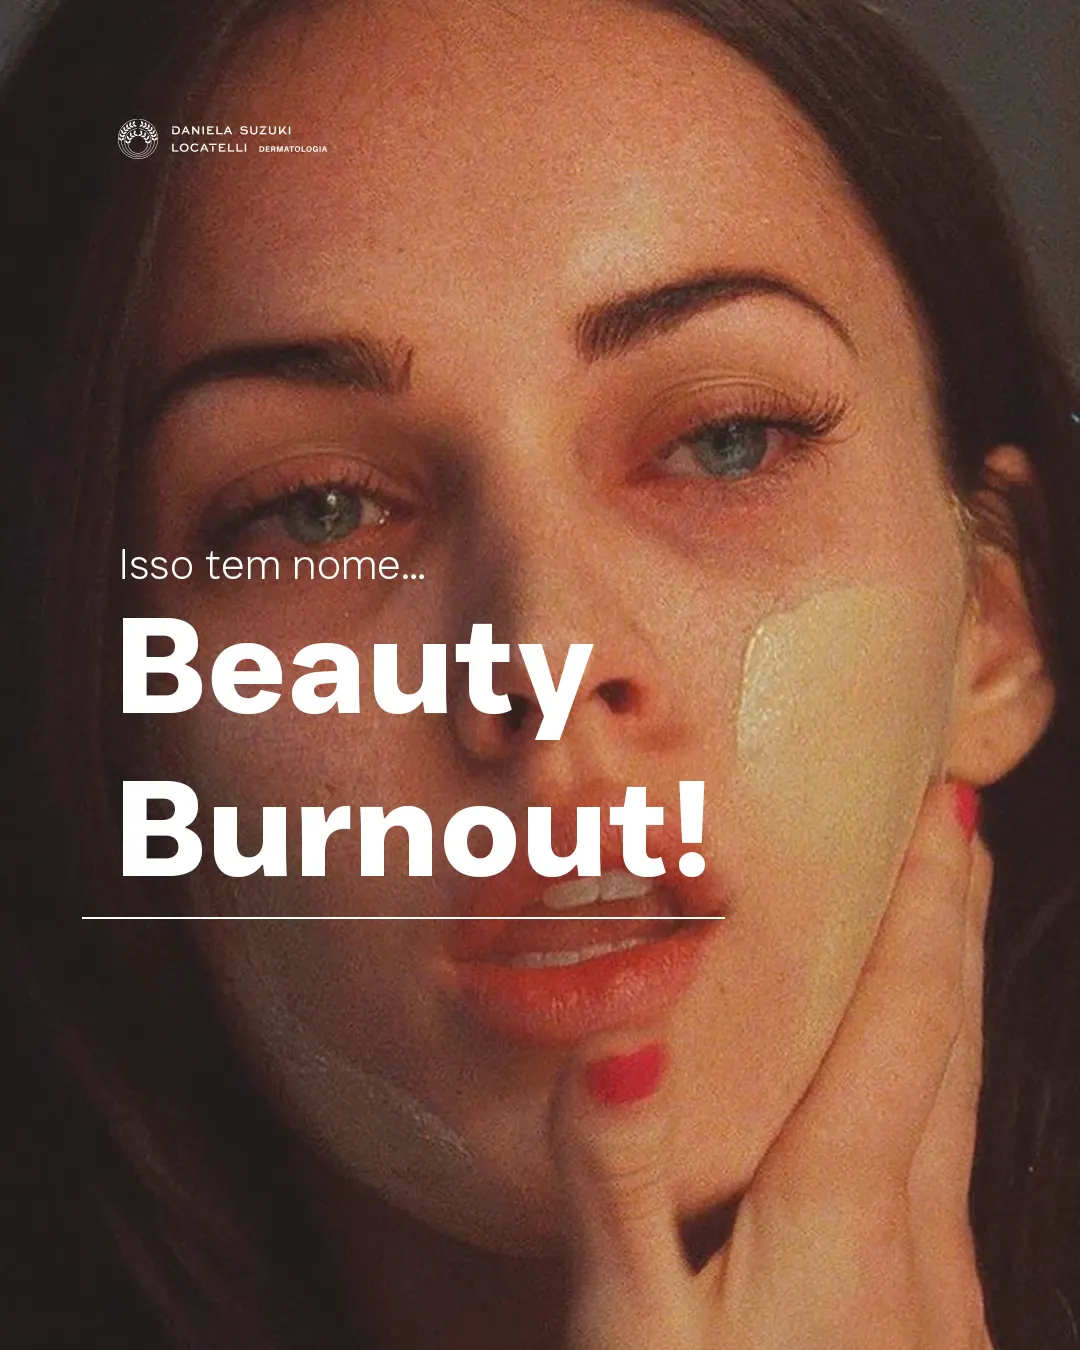 DANIELA SUZUKI
LOCATELLI DERMATOLOGIA
Isso tem nome...
Beauty
Burnout!